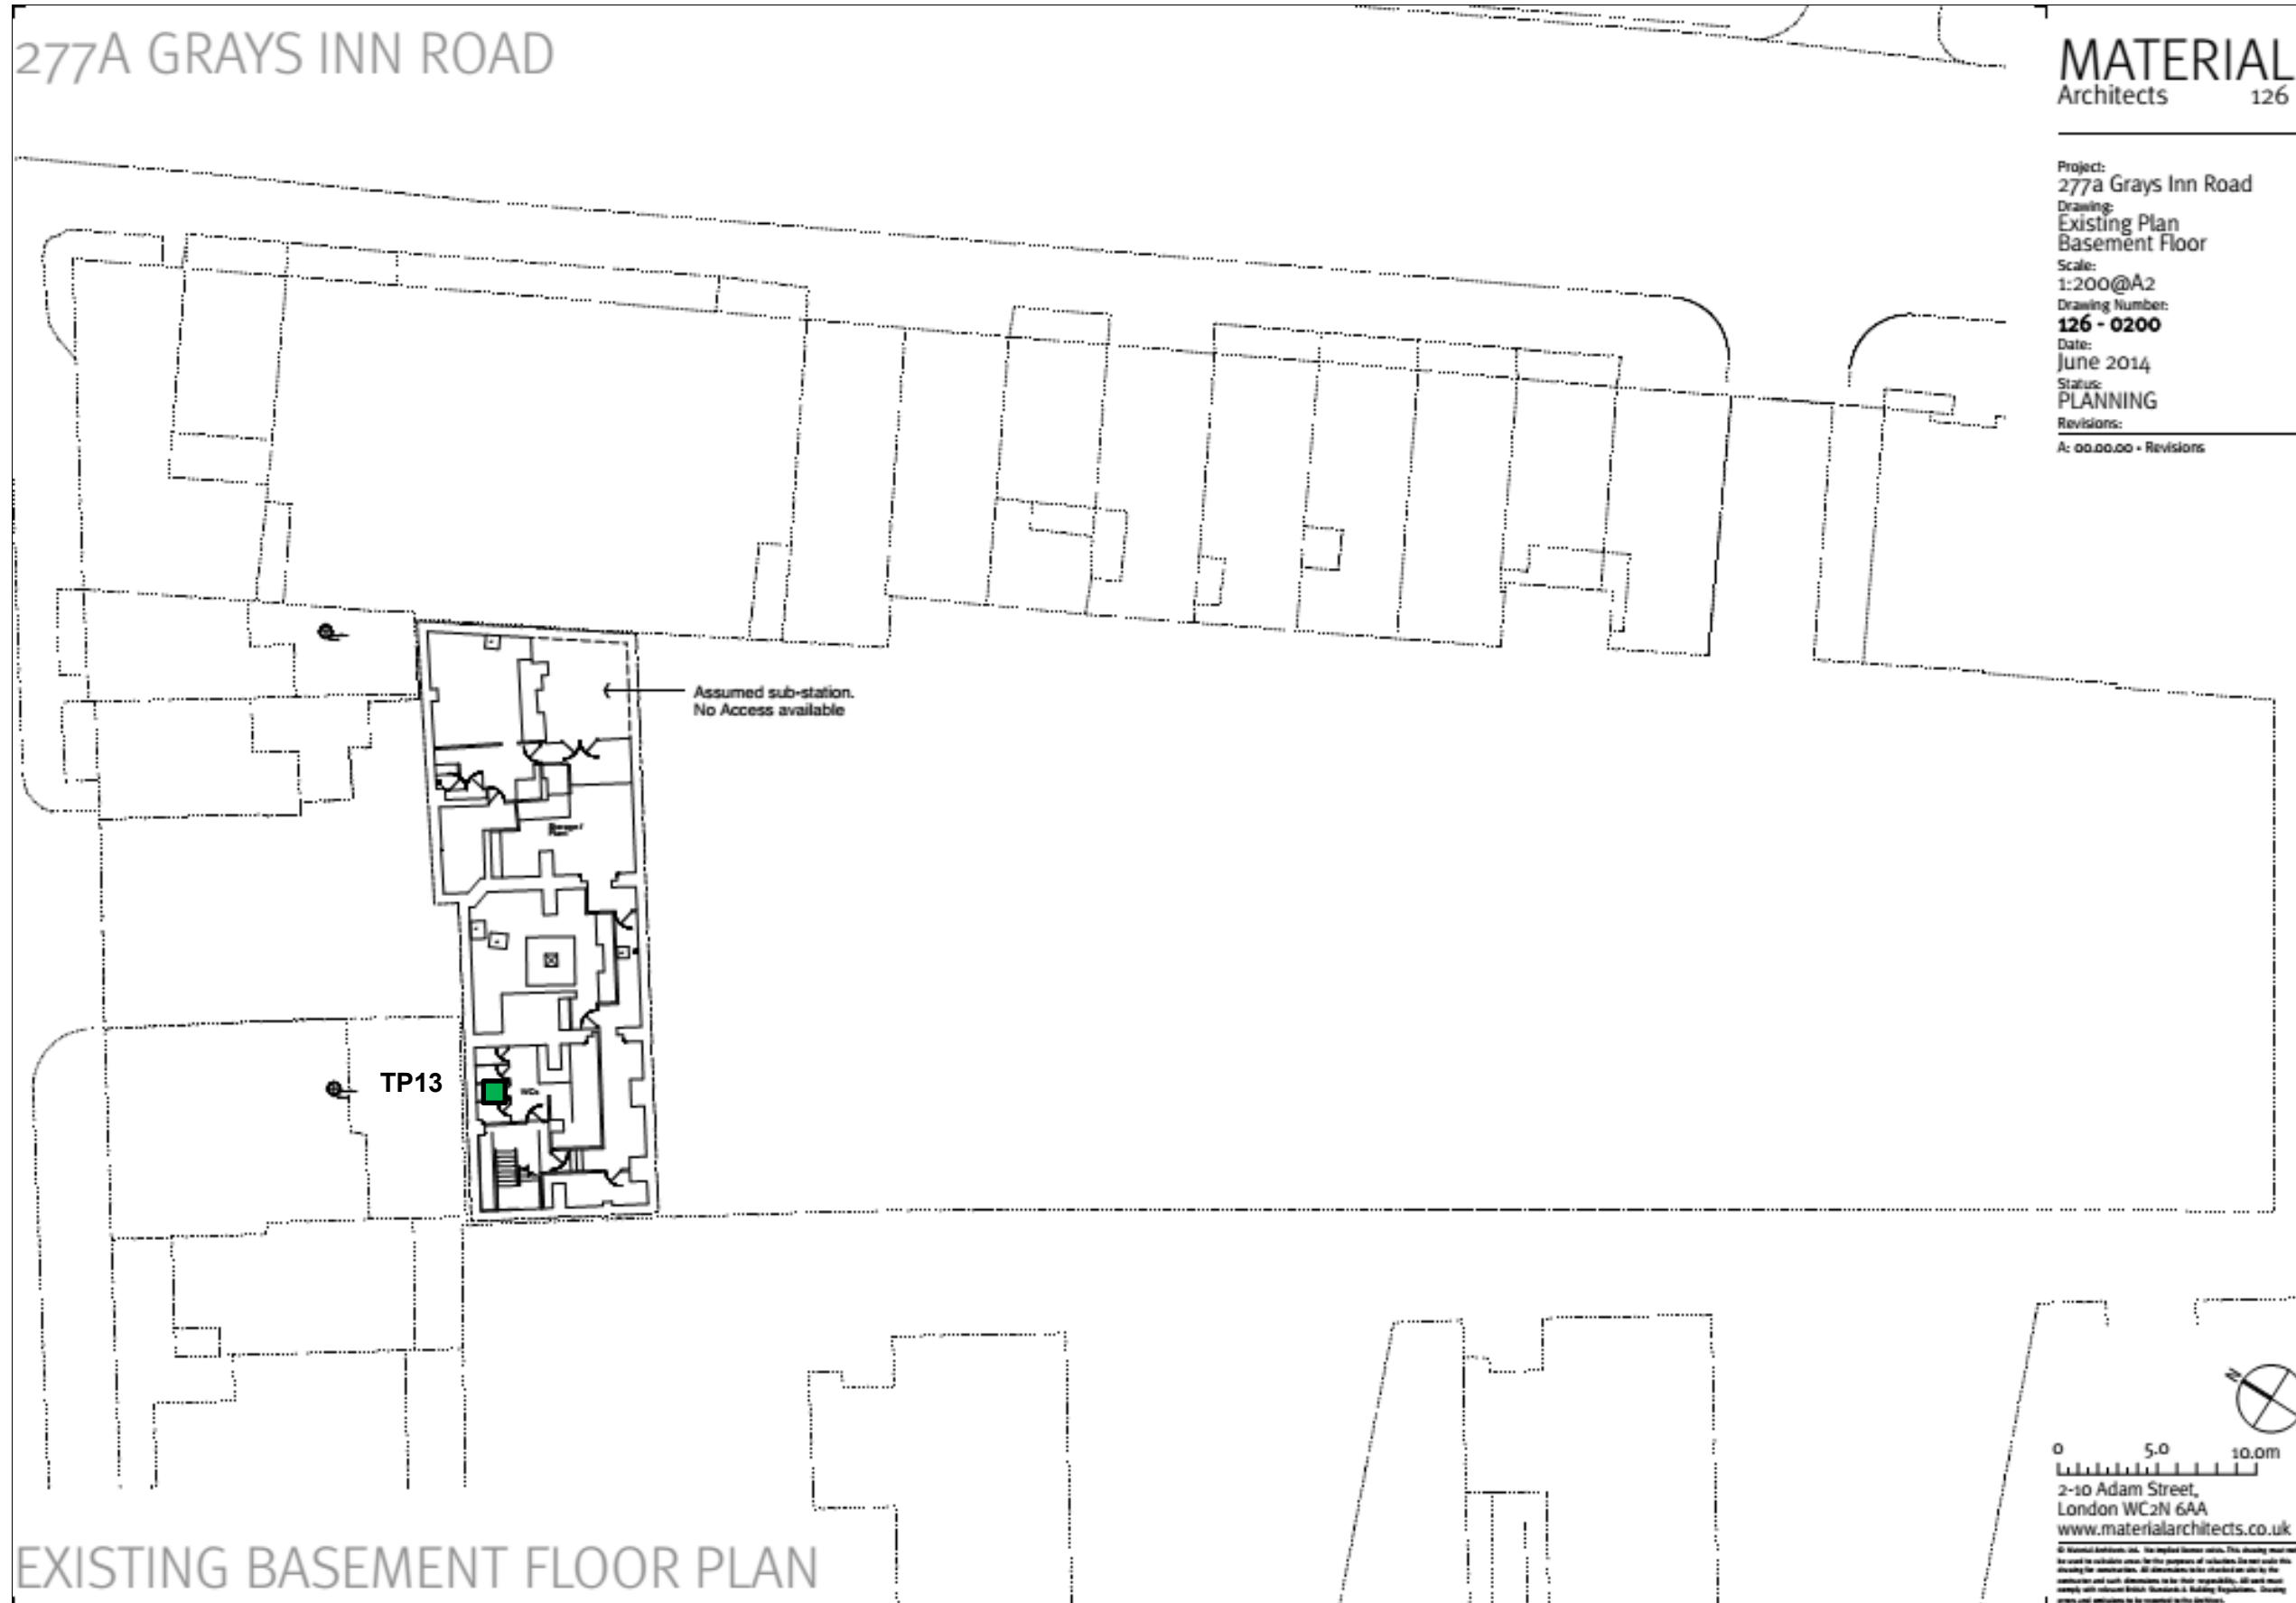 277A GRAYS INN ROAD
MATERIAL
Architects 126
Project:
277a Grays Inn Road
Drawing:
Existing Plan
Basement Floor
Scale:
1:200@A2
Drawing Number:
126 - 0200
Date:
June 2014
Status:
PLANNING
Revisions:
A: 00.00.00 - Revisions
Assumed sub-station.
No Access available
TP13
WCs
N
0 5.0 10.0m
2-10 Adam Street,
London WC2N 6AA
www.materialarchitects.co.uk
EXISTING BASEMENT FLOOR PLAN